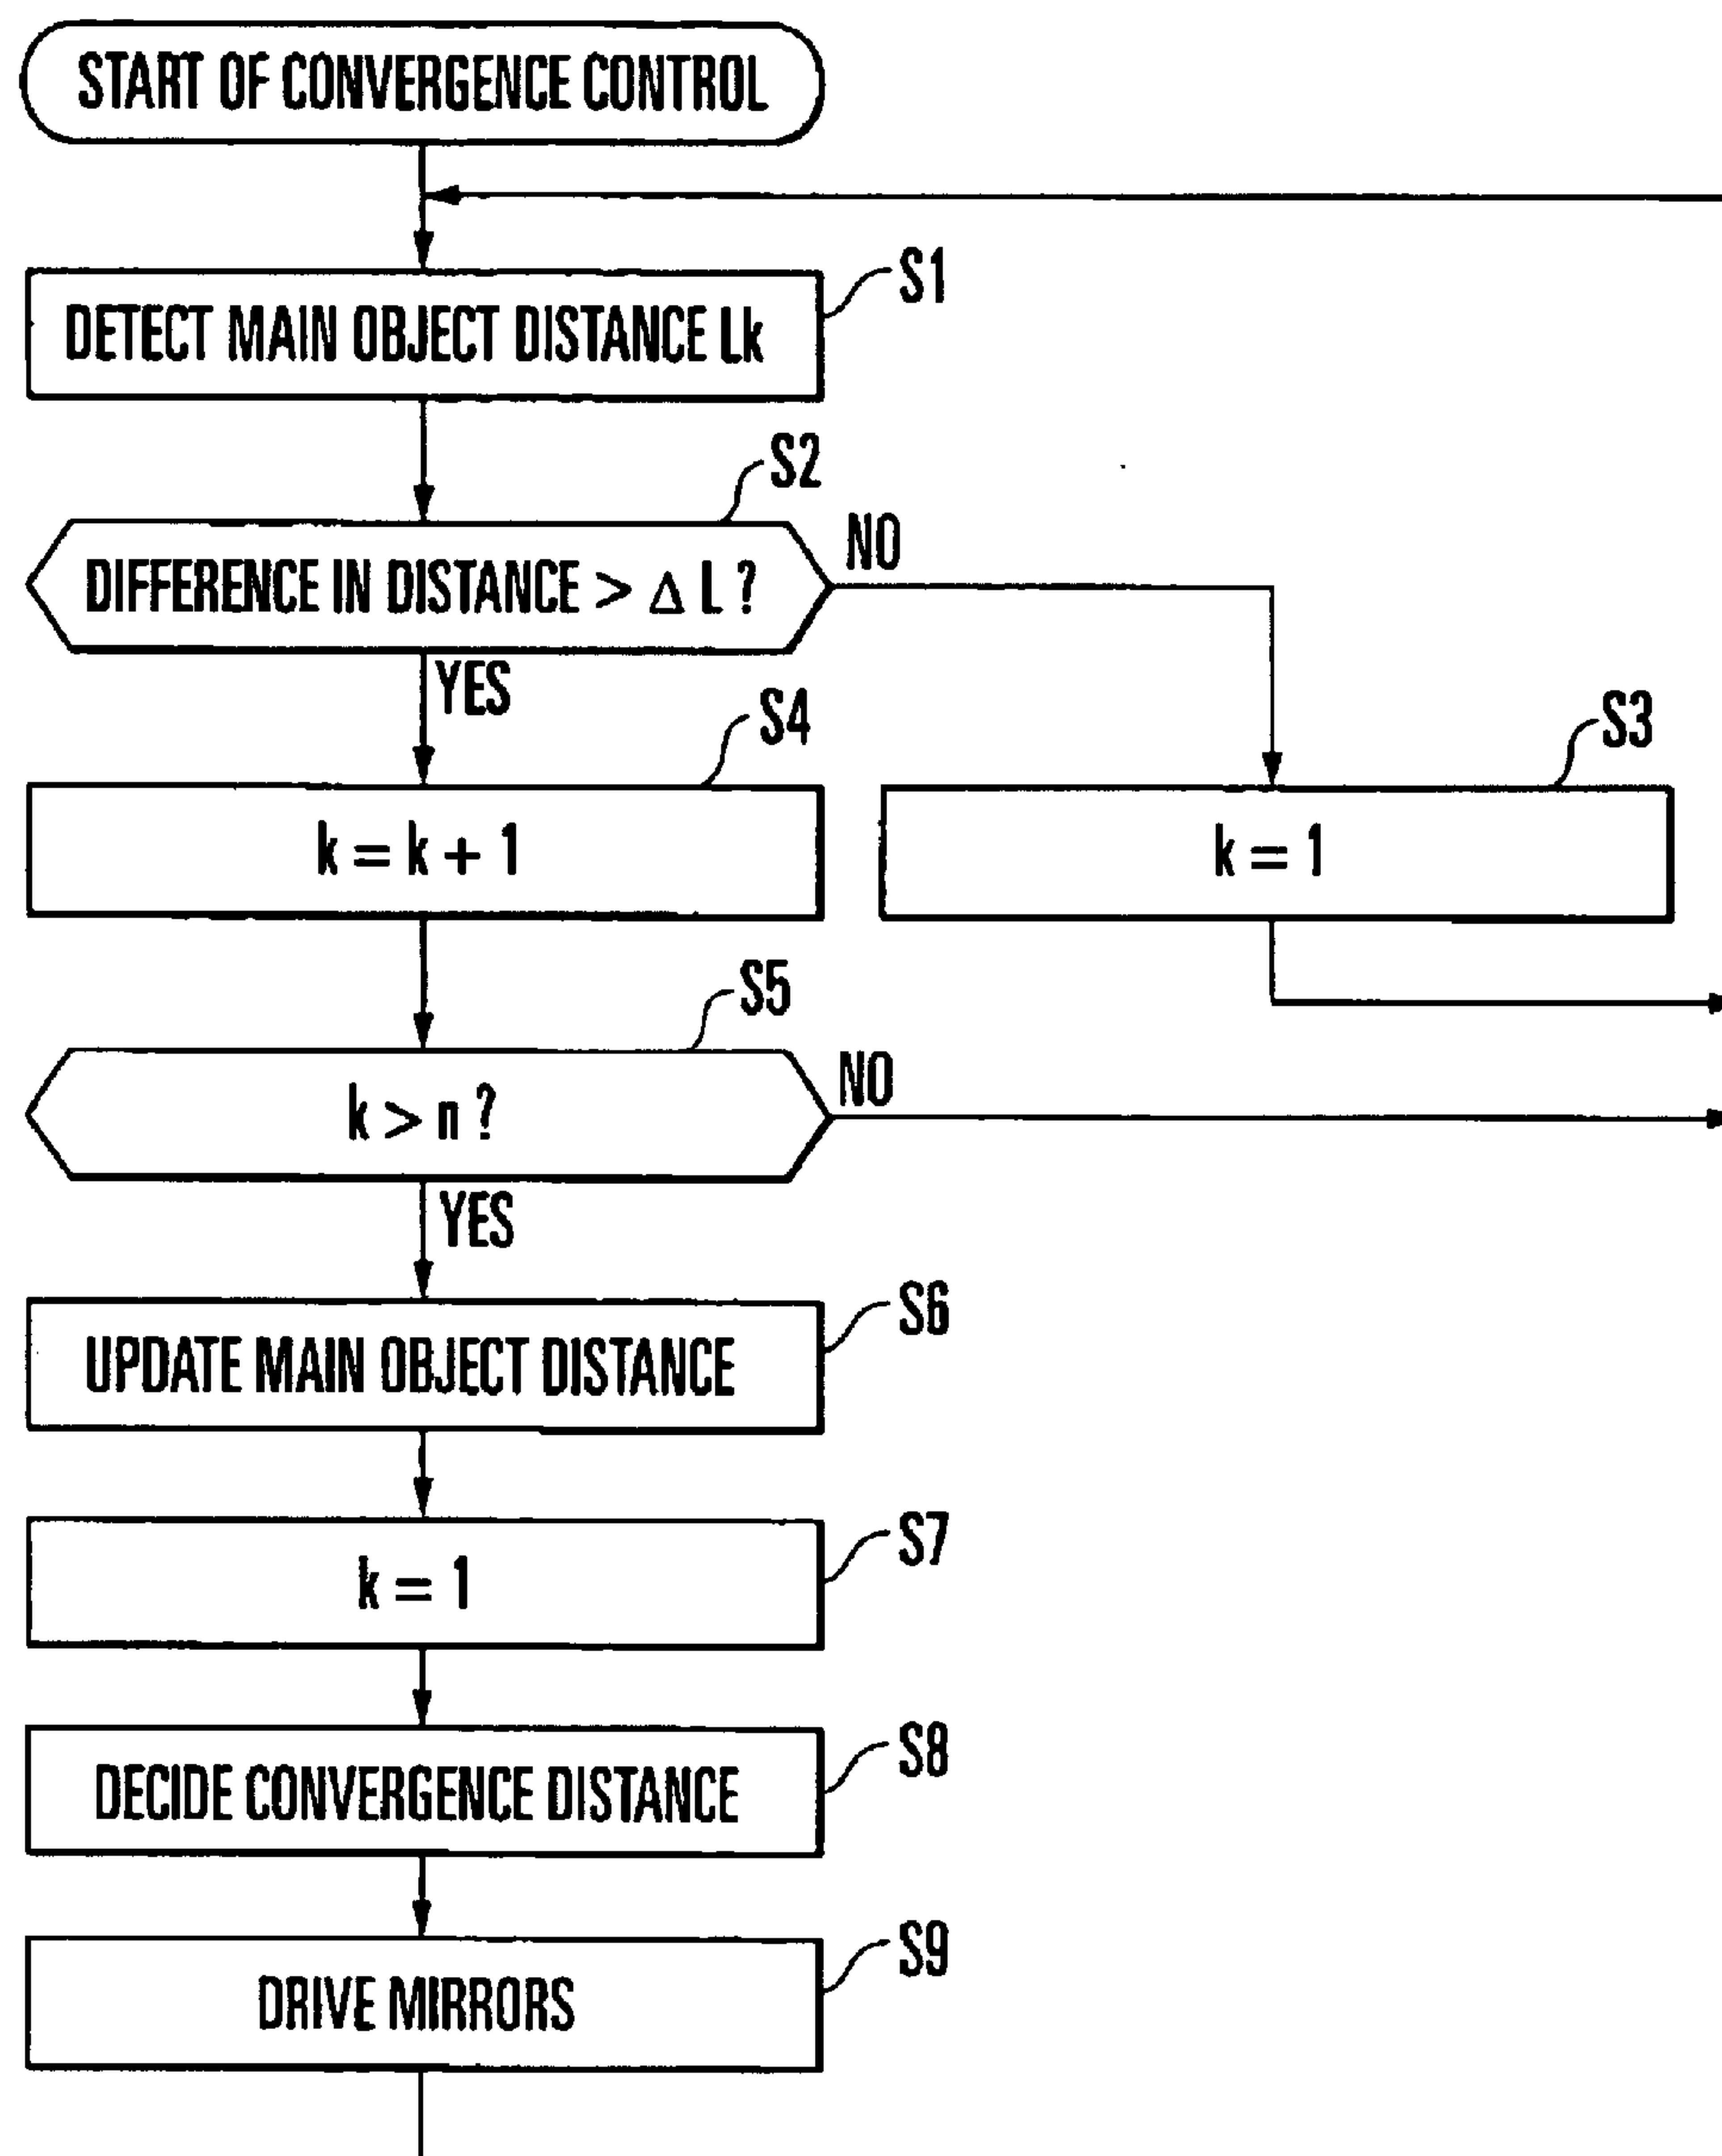 START OF CONVERGENCE CONTROL
S1
DETECT MAIN OBJECT DISTANCE Lk
S2
DIFFERENCE IN DISTANCE > Δ L ?
NO
YES
S4
S3
k = k + 1
k = 1
S5
k > n ?
NO
YES
S6
UPDATE MAIN OBJECT DISTANCE
S7
k = 1
S8
DECIDE CONVERGENCE DISTANCE
S9
DRIVE MIRRORS